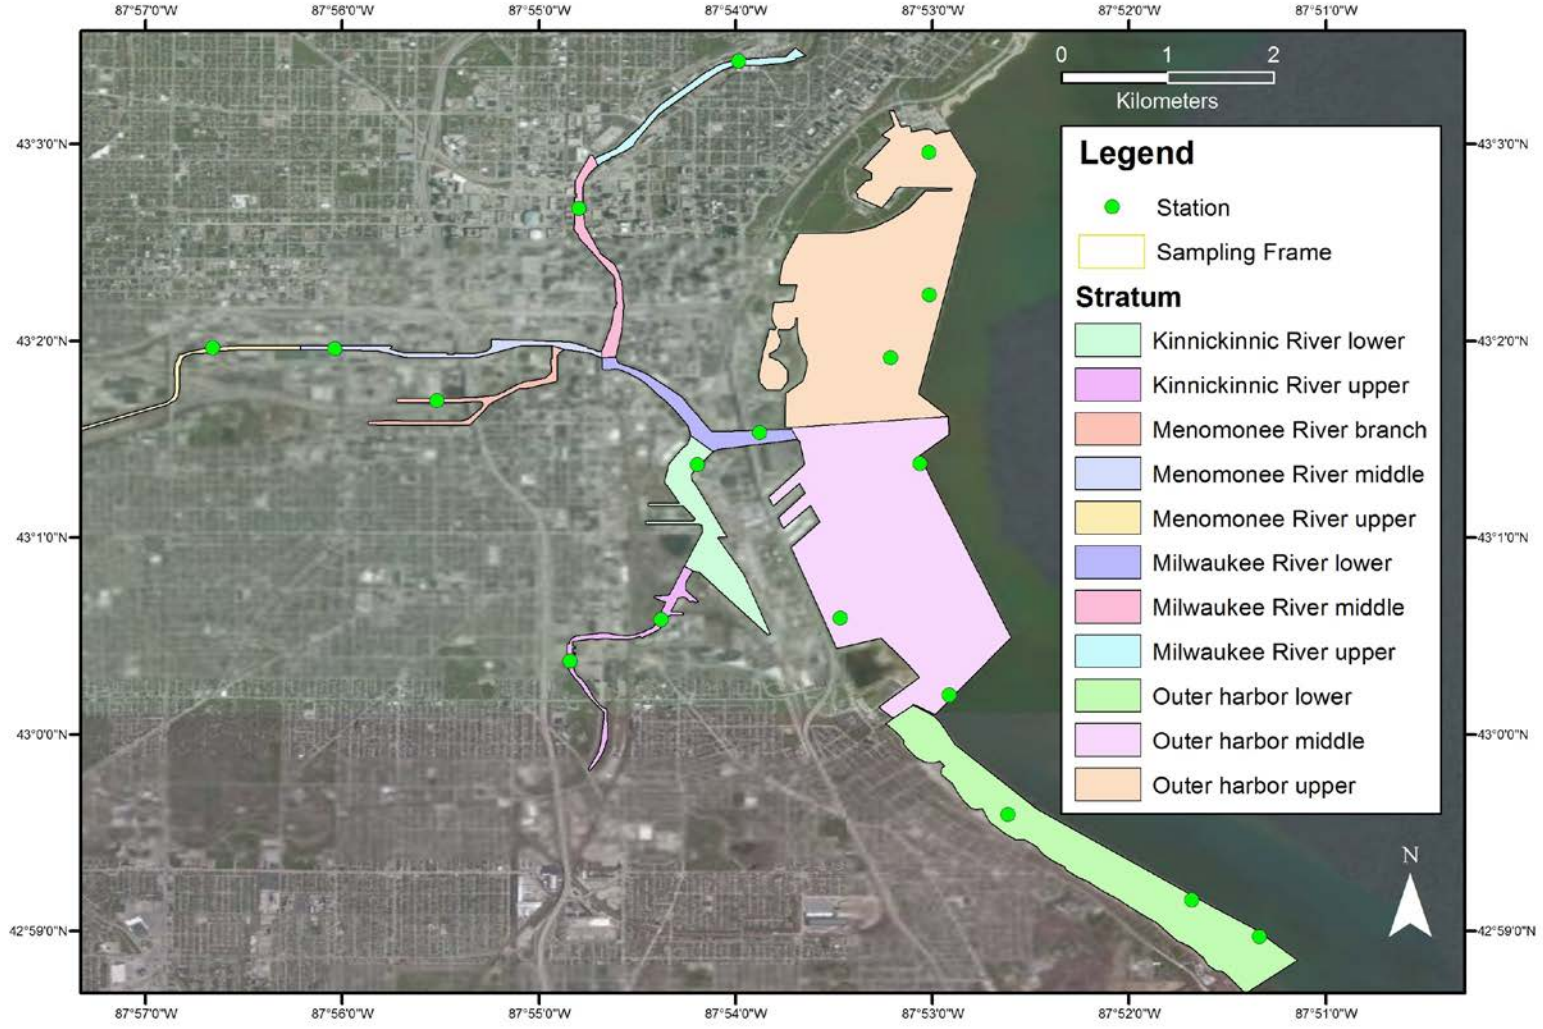 87°57'0"W 87°56'0"W 87°55'0"W 87°54'0"W 87°53'0"W 87°52'0"W 87°51'0"W
0 1 2
Kilometers
43°3'0"N 43°3'0"N
Legend
Station
Sampling Frame
Stratum
43°2'0"N 43°2'0"N
Kinnickinnic River lower
Kinnickinnic River upper
Menomonee River branch
Menomonee River middle
Menomonee River upper
43°1'0"N 43°1'0"N
Milwaukee River lower
Milwaukee River middle
Milwaukee River upper
Outer harbor lower
43°0'0"N 43°0'0"N
Outer harbor middle
Outer harbor upper
N
42°59'0"N 42°59'0"N
87°57'0"W 87°56'0"W 87°55'0"W 87°54'0"W 87°53'0"W 87°52'0"W 87°51'0"W